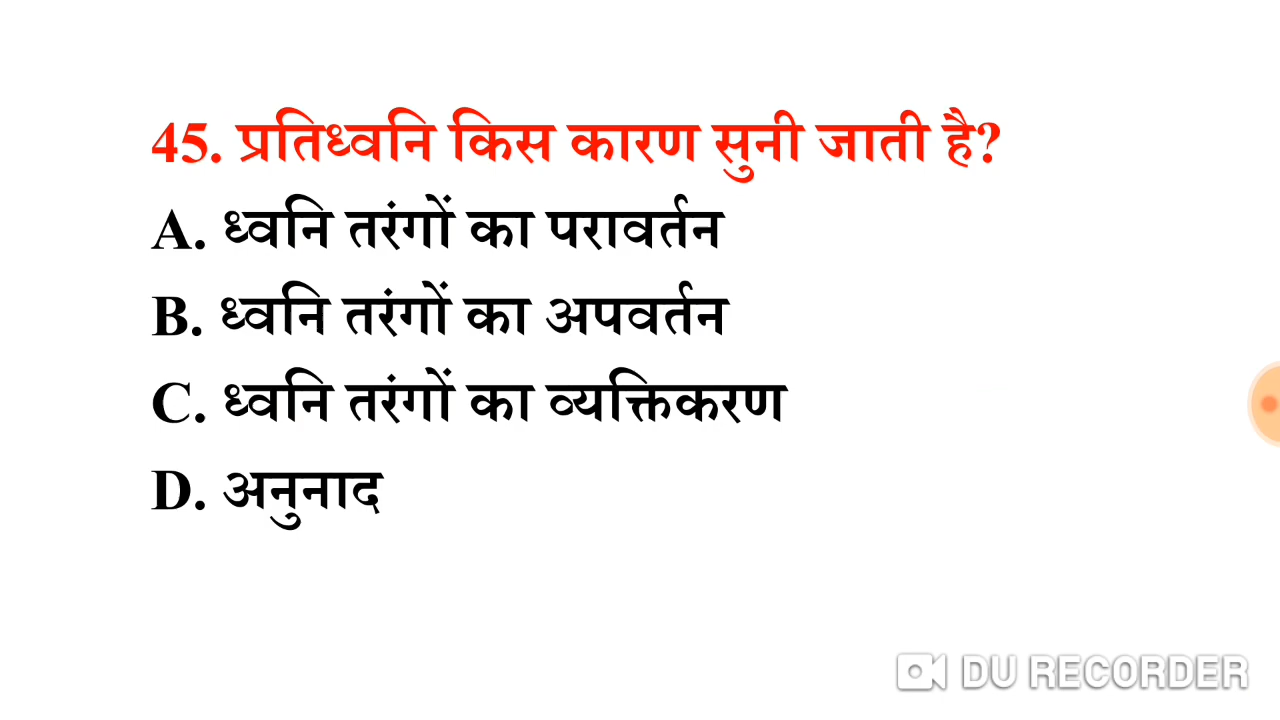 45. प्रतिध्वनि किस कारण सुनी जाती है?
A. ध्वनि तरंगों का परावर्तन
B. ध्वनि तरंगों का अपवर्तन
C. ध्वनि तरंगों का व्यक्तिकरण
D. अनुनाद
DU RECORDER